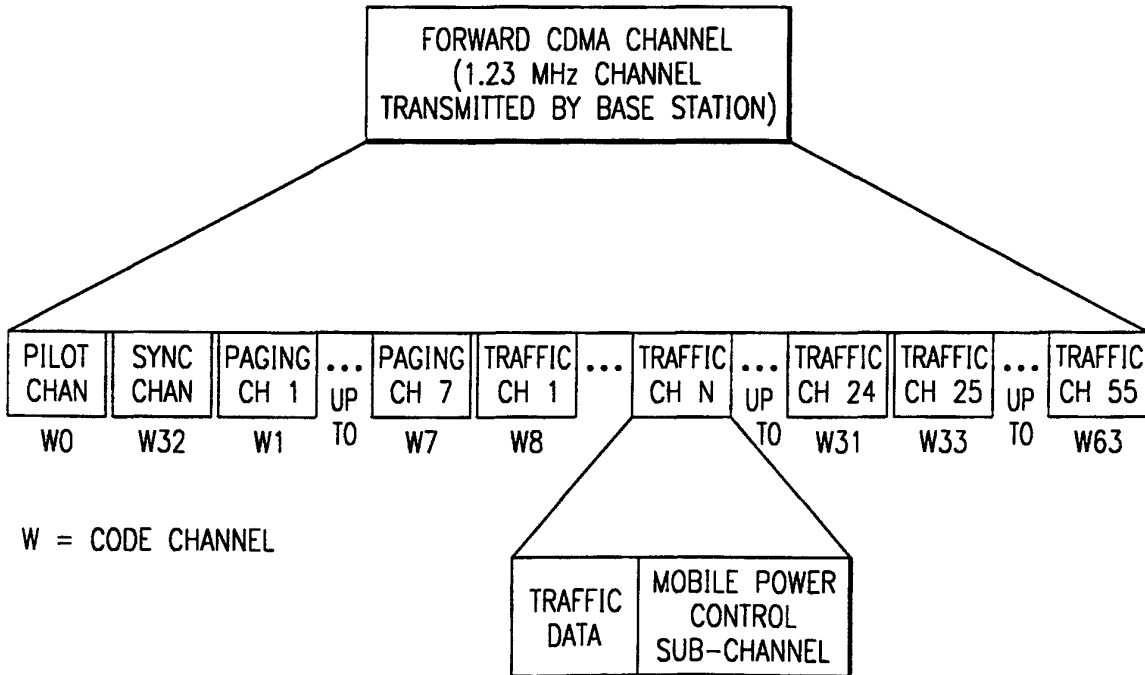 FORWARD CDMA CHANNEL
(1.23 MHz CHANNEL
TRANSMITTED BY BASE STATION)
PILOT
CHAN
W0
SYNC
CHAN
W32
PAGING
CH 1
W1
...
UP
TO
PAGING
CH 7
W7
TRAFFIC
CH 1
W8
...
TRAFFIC
CH N
...
UP
TO
TRAFFIC
CH 24
W31
TRAFFIC
CH 25
W33
...
UP
TO
TRAFFIC
CH 55
W63
W = CODE CHANNEL
TRAFFIC
DATA
MOBILE POWER
CONTROL
SUB-CHANNEL